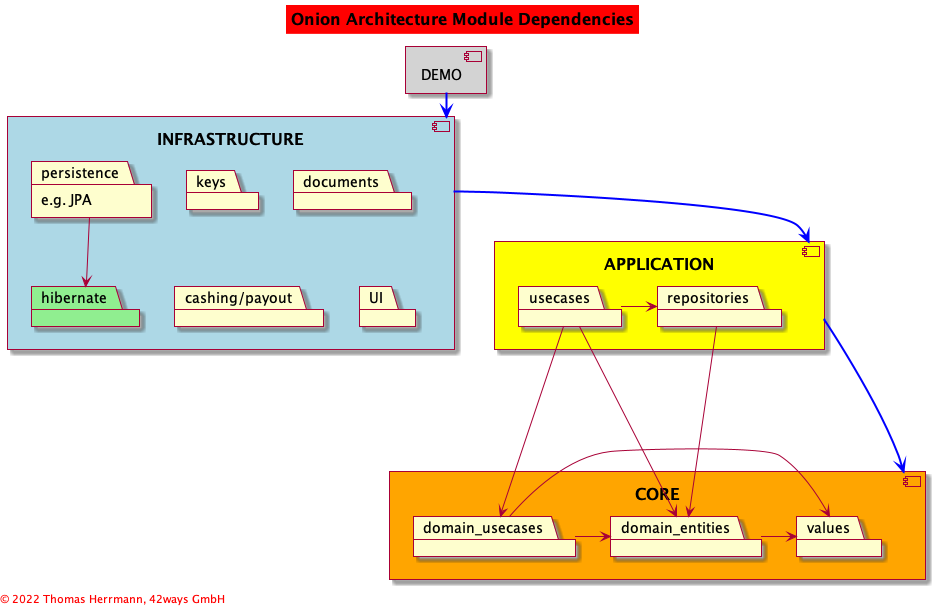 Onion Architecture Module Dependencies
DEMO
INFRASTRUCTURE
persistence
e.g. JPA
keys
documents
hibernate
cashing/payout
UI
APPLICATION
usecases
repositories
CORE
domain_usecases
domain_entities
values
© 2022 Thomas Herrmann, 42ways GmbH